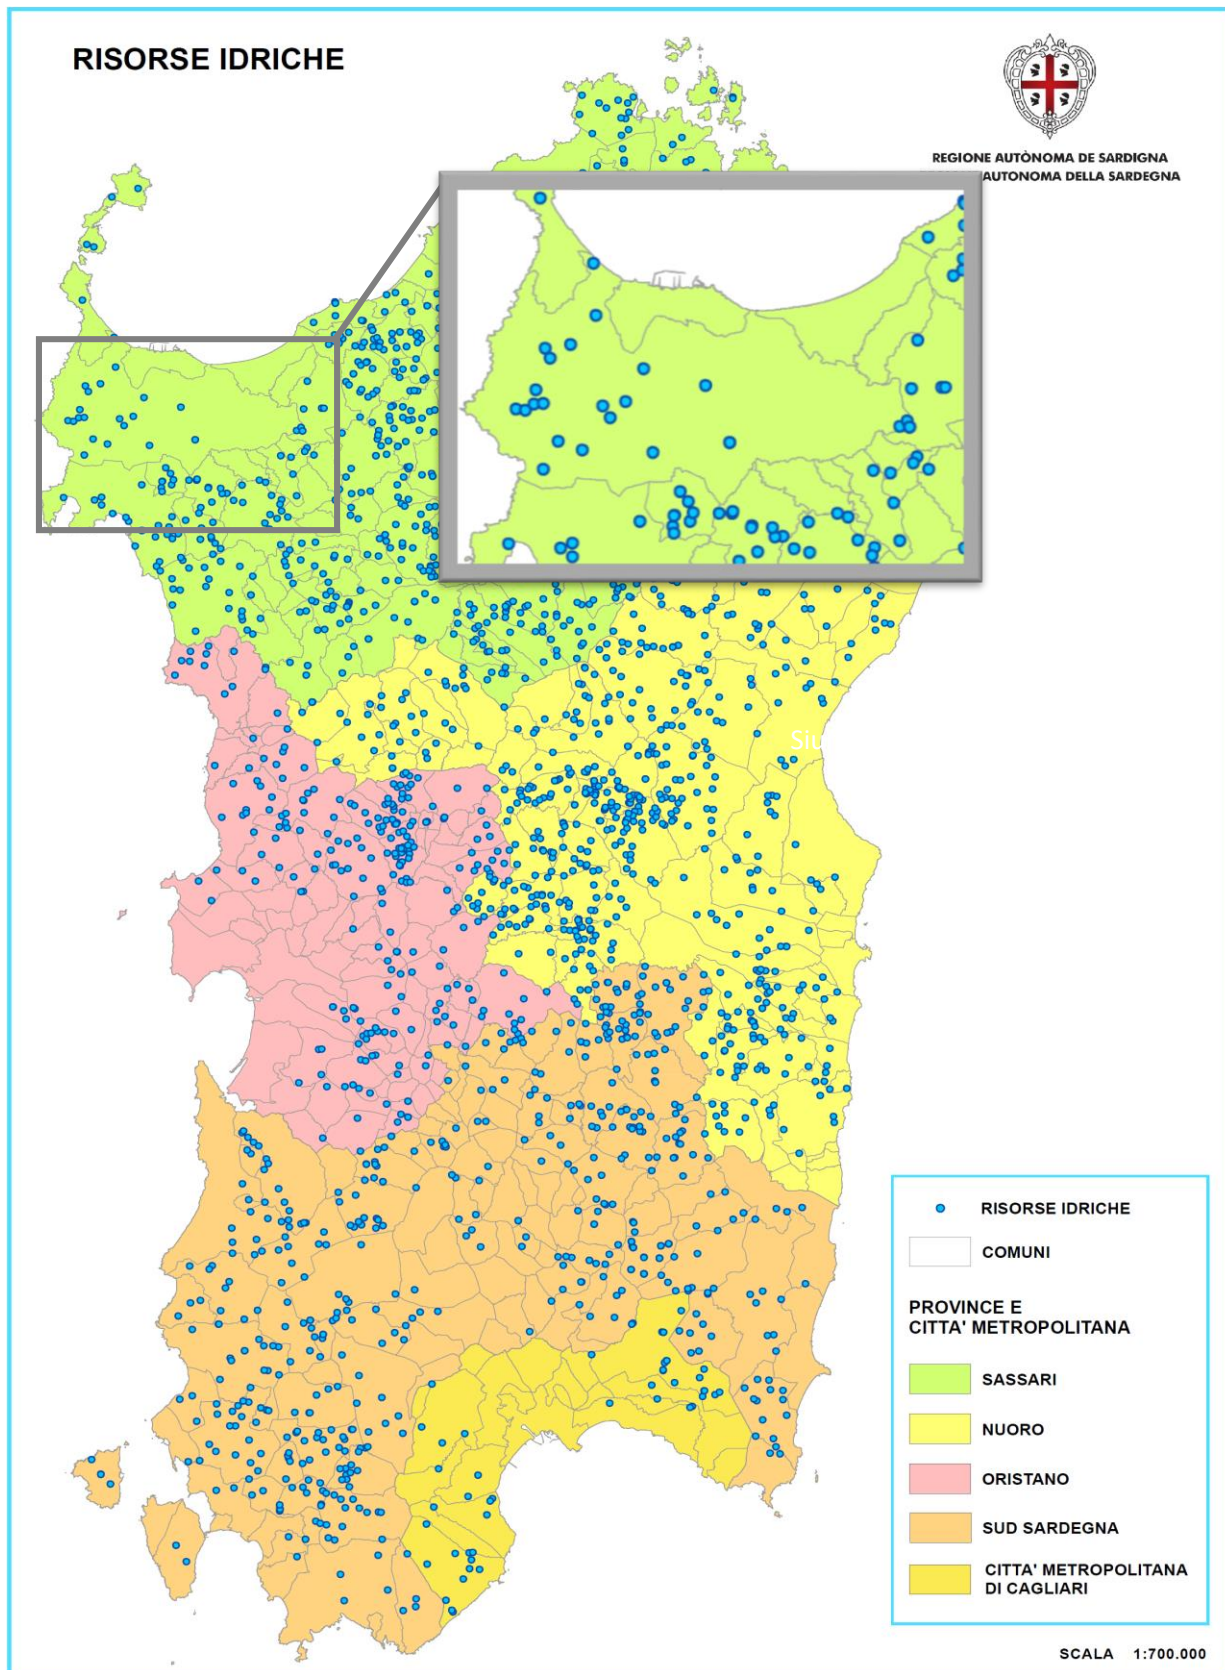 RISORSE IDRICHE
REGIONE AUTÒNOMA DE SARDIGNA
AUTONOMA DELLA SARDEGNA
Siu
RISORSE IDRICHE
COMUNI
PROVINCE E
CITTA' METROPOLITANA
SASSARI
NUORO
ORISTANO
SUD SARDEGNA
CITTA' METROPOLITANA
DI CAGLIARI
SCALA 1:700.000